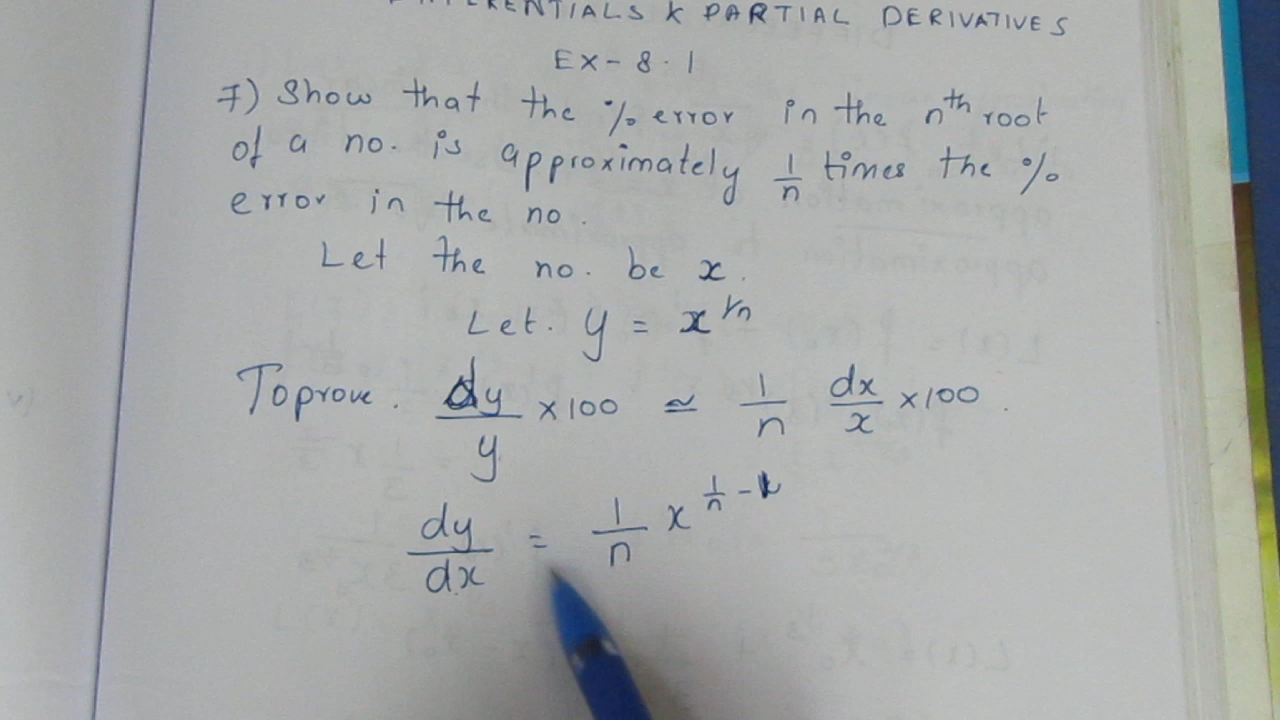 DIFFERENTIALS & PARTIAL DERIVATIVES
EX-8.1
7) Show that the % error in the nth root
of a no. is approximately 1/n times the %
error in the no.
Let the no. be x.
Let. y = x^1/n
To prove. dy/y ×100 ≃ 1/n dx/x ×100.
dy/dx = 1/n x^(1/n - 1)